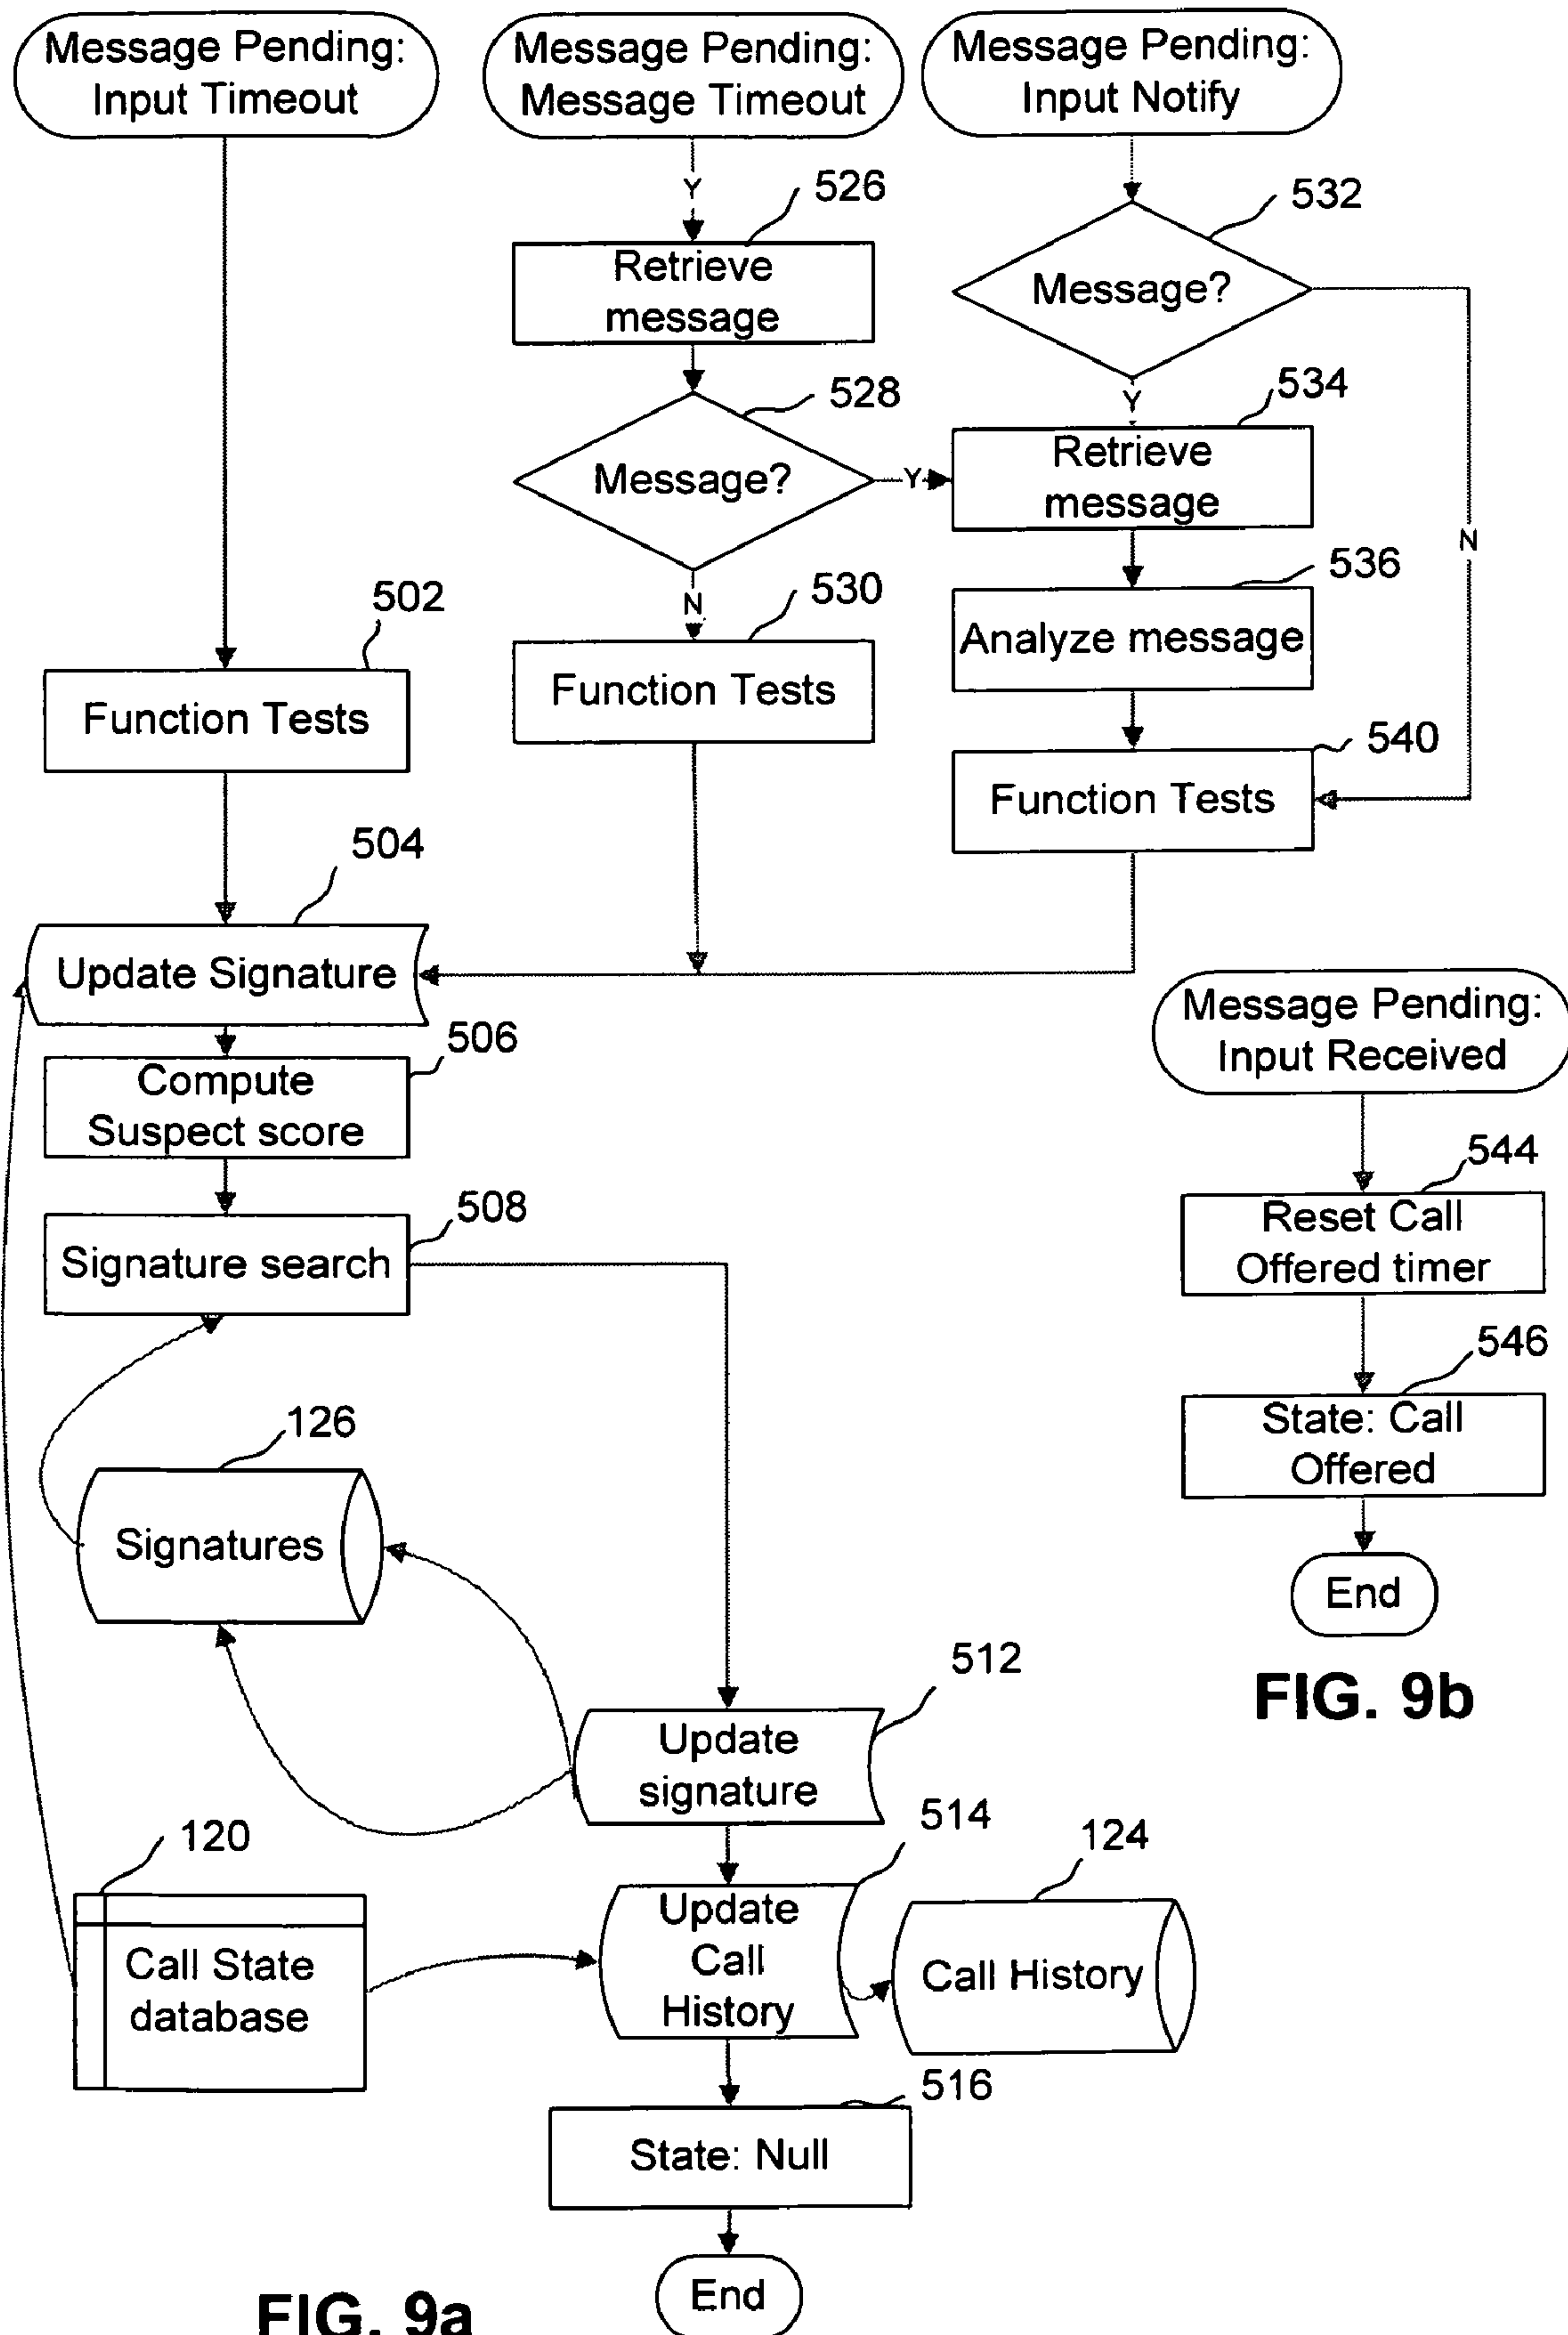 Message Pending:
Input Timeout
Message Pending:
Message Timeout
Message Pending:
Input Notify
Y
526
532
Retrieve
message
Message?
528
Y
534
Message?
Y
Retrieve
message
N
536
502
N
530
Analyze message
Function Tests
Function Tests
540
Function Tests
504
Update Signature
Message Pending:
Input Received
506
Compute
Suspect score
544
508
Reset Call
Offered timer
Signature search
546
126
State: Call
Offered
Signatures
End
512
FIG. 9b
Update
signature
514
120
124
Update
Call
History
Call State
database
Call History
516
State: Null
End
FIG. 9a